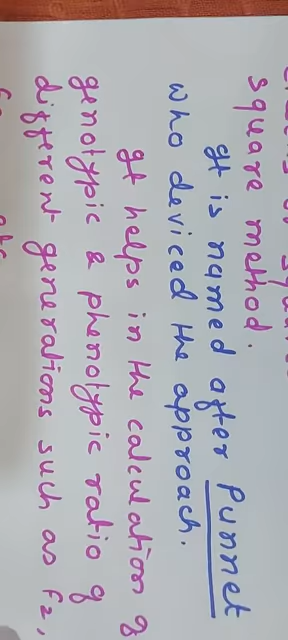 square method.
It is named after Punnet
who deviced the approach.
It helps in the calculation of
genotypic & phenotypic ratio of
different generations such as F2,